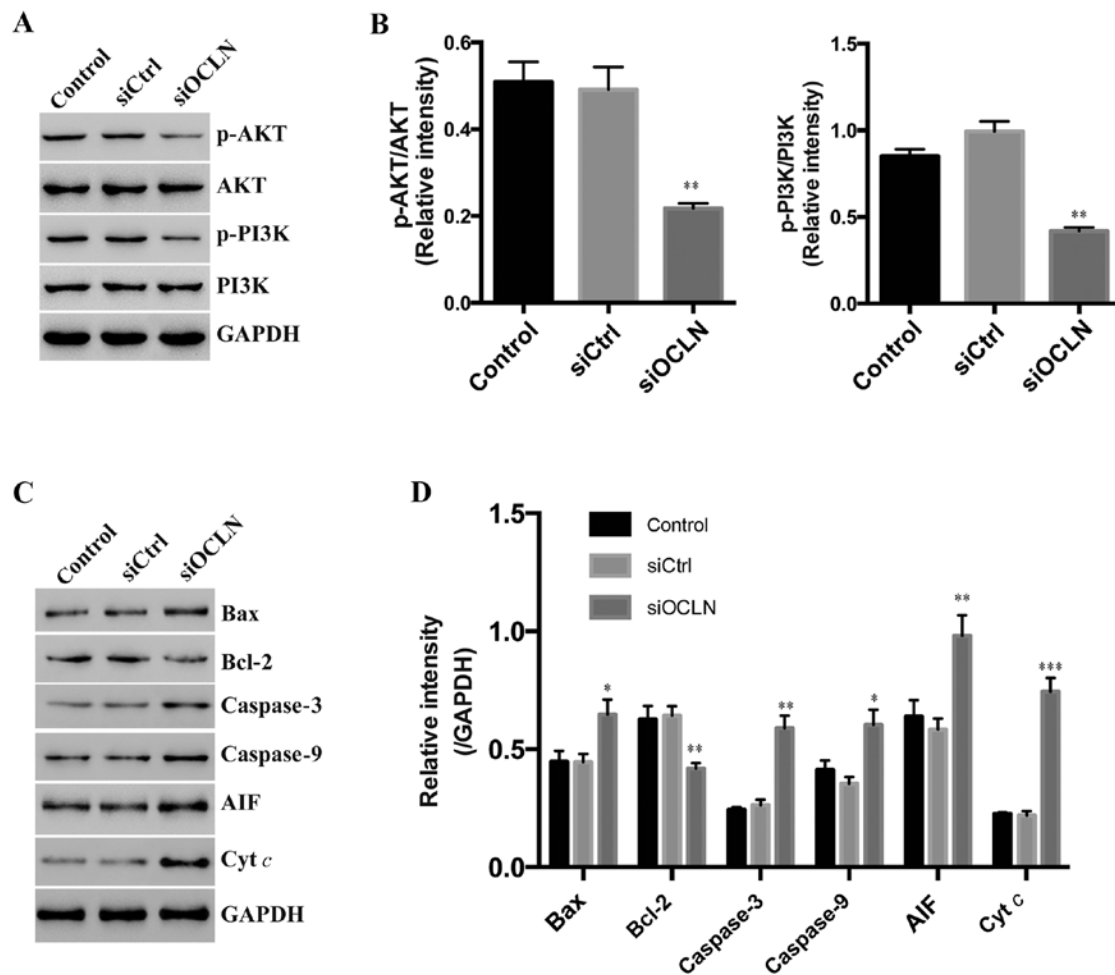 A
Control
siCtrl
siOCLN
p-AKT
AKT
p-PI3K
PI3K
GAPDH
B
p-AKT/AKT
(Relative intensity)
0.6
0.4
0.2
0.0
**
Control
siCtrl
siOCLN
p-PI3K/PI3K
(Relative intensity)
1.5
1.0
0.5
0.0
**
Control
siCtrl
siOCLN
C
Control
siCtrl
siOCLN
Bax
Bcl-2
Caspase-3
Caspase-9
AIF
Cyt c
GAPDH
D
Relative intensity
(/GAPDH)
1.5
1.0
0.5
0.0
Control
siCtrl
siOCLN
*
**
**
*
**
***
Bax
Bcl-2
Caspase-3
Caspase-9
AIF
Cyt c